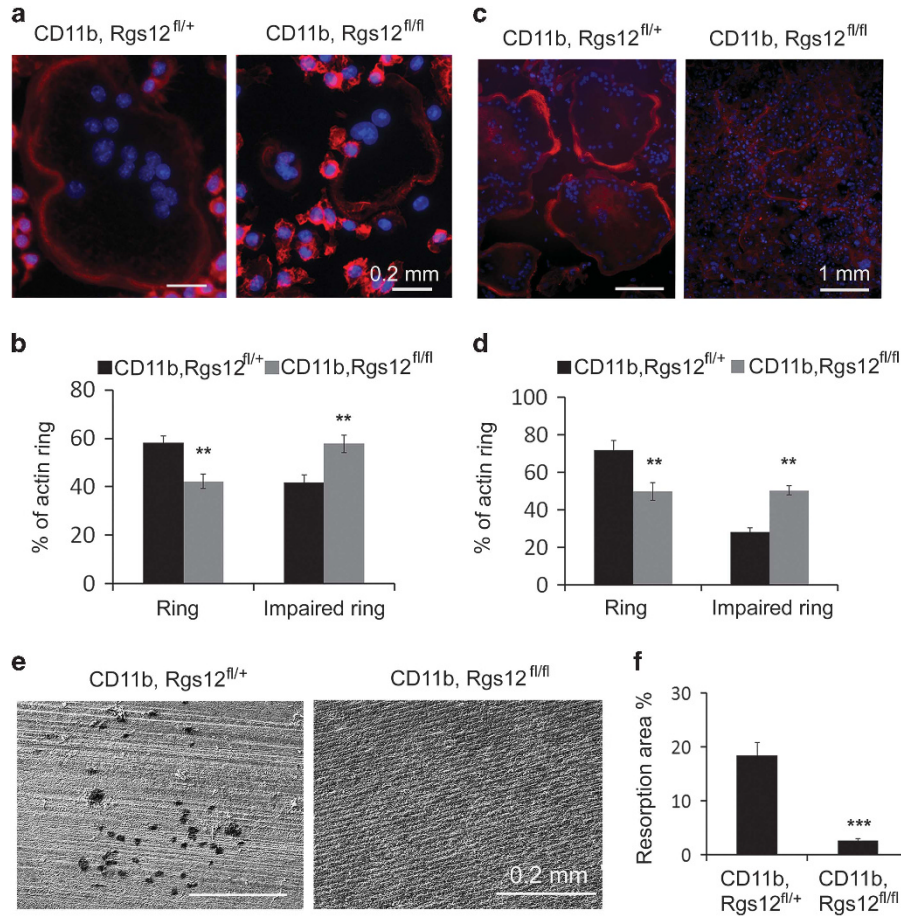 a
CD11b, Rgs12fl/+
CD11b, Rgs12fl/fl
0.2 mm
c
CD11b, Rgs12fl/+
CD11b, Rgs12fl/fl
1 mm
b
CD11b,Rgs12fl/+ CD11b,Rgs12fl/fl
% of actin ring
80
60
40
20
0
**
**
Ring Impaired ring
d
CD11b,Rgs12fl/+ CD11b,Rgs12fl/fl
% of actin ring
100
80
60
40
20
0
**
**
Ring Impaired ring
e
CD11b, Rgs12fl/+
CD11b, Rgs12fl/fl
0.2 mm
f
Resorption area %
30
20
10
0
***
CD11b,
Rgs12fl/+
CD11b,
Rgs12fl/fl